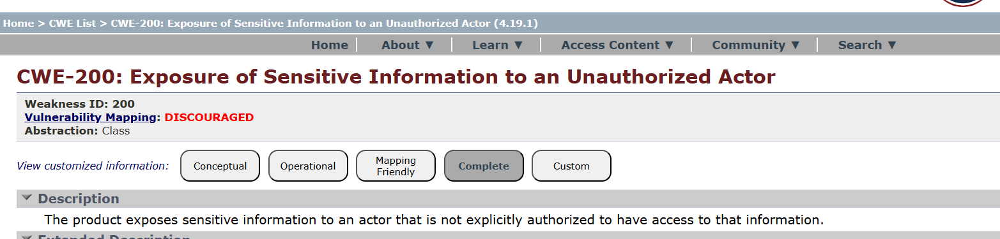 Home > CWE List > CWE-200: Exposure of Sensitive Information to an Unauthorized Actor (4.19.1)
Home About ▼ Learn ▼ Access Content ▼ Community ▼ Search ▼
CWE-200: Exposure of Sensitive Information to an Unauthorized Actor
Weakness ID: 200
Vulnerability Mapping: DISCOURAGED
Abstraction: Class
View customized information:
Conceptual
Operational
Mapping
Friendly
Complete
Custom
Description
The product exposes sensitive information to an actor that is not explicitly authorized to have access to that information.
Extended Description